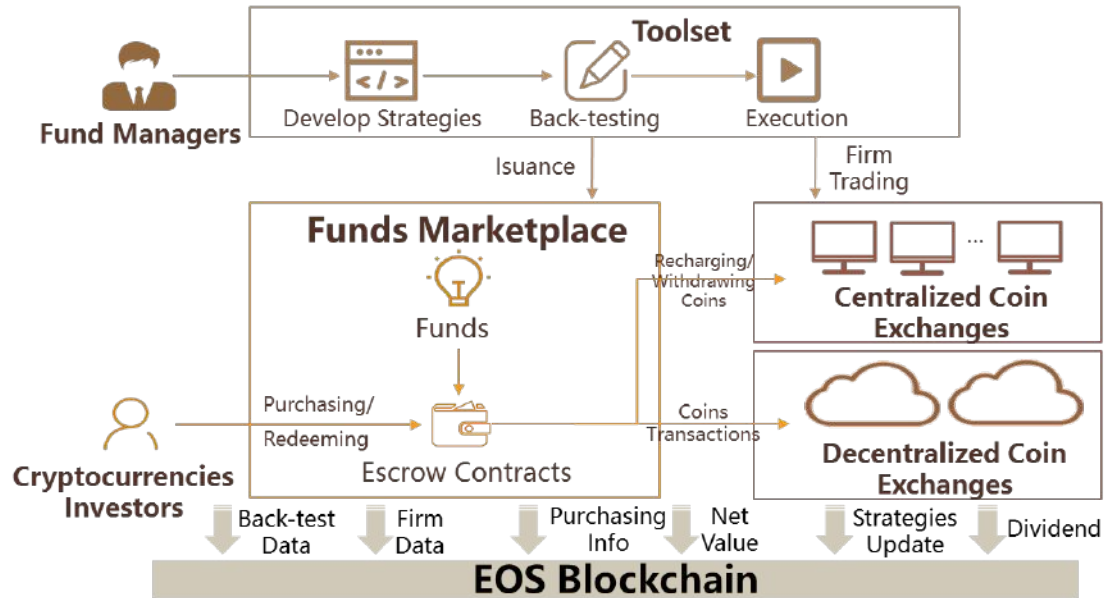 Toolset
</>
Fund Managers
Develop Strategies
Back-testing
Execution
Isuance
Firm
Trading
Funds Marketplace
Funds
Recharging/
Withdrawing
Coins
...
Centralized Coin
Exchanges
Purchasing/
Redeeming
Escrow Contracts
Coins
Transactions
Decentralized Coin
Exchanges
Cryptocurrencies
Investors
Back-test
Data
Firm
Data
Purchasing
Info
Net
Value
Strategies
Update
Dividend
EOS Blockchain